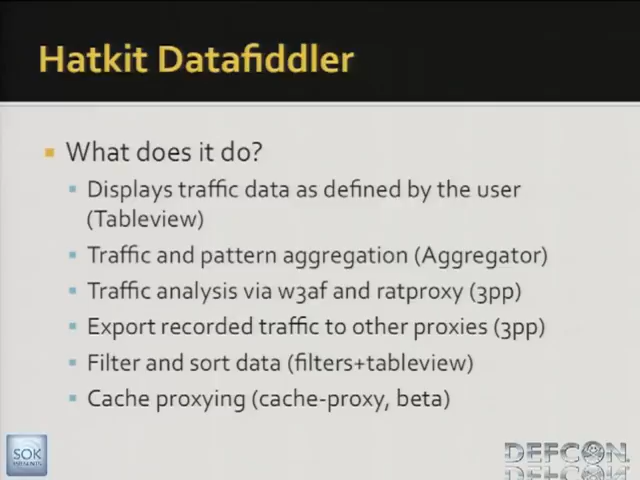 Hatkit Datafiddler
What does it do?
Displays traffic data as defined by the user
(Tableview)
Traffic and pattern aggregation (Aggregator)
Traffic analysis via w3af and ratproxy (3pp)
Export recorded traffic to other proxies (3pp)
Filter and sort data (filters+tableview)
Cache proxying (cache-proxy, beta)
SOK
DEFCON